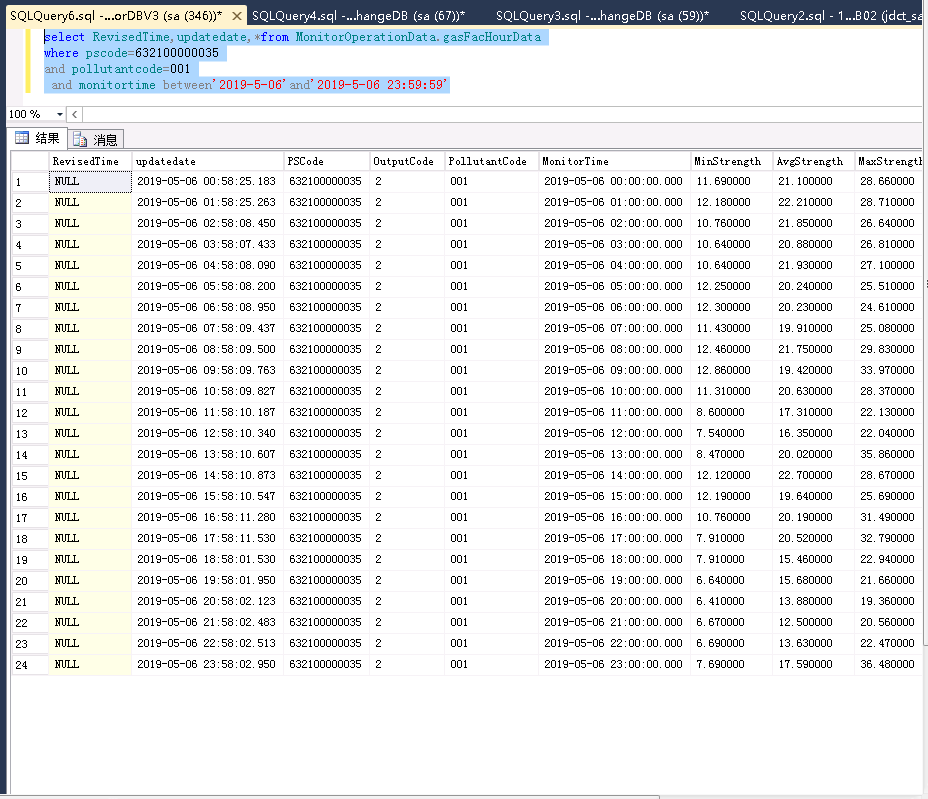 SQLQuery6.sql -...orDBV3 (sa (346))* SQLQuery4.sql -...hangeDB (sa (67))* SQLQuery3.sql -...hangeDB (sa (59))* SQLQuery2.sql - 1...B02 (jdct_sa
select RevisedTime,updatedate,*from MonitorOperationData.gasFacHourData
where pscode=632100000035
and pollutantcode=001
and monitortime between'2019-5-06'and'2019-5-06 23:59:59'
100 %
结果 消息
RevisedTime updatedate PSCode OutputCode PollutantCode MonitorTime MinStrength AvgStrength MaxStrength
1 NULL 2019-05-06 00:58:25.183 632100000035 2 001 2019-05-06 00:00:00.000 11.690000 21.100000 28.660000
2 NULL 2019-05-06 01:58:25.263 632100000035 2 001 2019-05-06 01:00:00.000 12.180000 22.210000 28.710000
3 NULL 2019-05-06 02:58:08.450 632100000035 2 001 2019-05-06 02:00:00.000 10.760000 21.850000 26.640000
4 NULL 2019-05-06 03:58:07.433 632100000035 2 001 2019-05-06 03:00:00.000 10.640000 20.880000 26.810000
5 NULL 2019-05-06 04:58:08.090 632100000035 2 001 2019-05-06 04:00:00.000 10.640000 21.930000 27.100000
6 NULL 2019-05-06 05:58:08.200 632100000035 2 001 2019-05-06 05:00:00.000 12.250000 20.240000 25.510000
7 NULL 2019-05-06 06:58:08.950 632100000035 2 001 2019-05-06 06:00:00.000 12.300000 20.230000 24.610000
8 NULL 2019-05-06 07:58:09.437 632100000035 2 001 2019-05-06 07:00:00.000 11.430000 19.910000 25.080000
9 NULL 2019-05-06 08:58:09.500 632100000035 2 001 2019-05-06 08:00:00.000 12.460000 21.750000 29.830000
10 NULL 2019-05-06 09:58:09.763 632100000035 2 001 2019-05-06 09:00:00.000 12.860000 19.420000 33.970000
11 NULL 2019-05-06 10:58:09.827 632100000035 2 001 2019-05-06 10:00:00.000 11.310000 20.630000 28.370000
12 NULL 2019-05-06 11:58:10.187 632100000035 2 001 2019-05-06 11:00:00.000 8.600000 17.310000 22.130000
13 NULL 2019-05-06 12:58:10.340 632100000035 2 001 2019-05-06 12:00:00.000 7.540000 16.350000 22.040000
14 NULL 2019-05-06 13:58:10.607 632100000035 2 001 2019-05-06 13:00:00.000 8.470000 20.020000 35.860000
15 NULL 2019-05-06 14:58:10.873 632100000035 2 001 2019-05-06 14:00:00.000 12.120000 22.700000 28.670000
16 NULL 2019-05-06 15:58:10.547 632100000035 2 001 2019-05-06 15:00:00.000 12.190000 19.640000 25.690000
17 NULL 2019-05-06 16:58:11.280 632100000035 2 001 2019-05-06 16:00:00.000 10.760000 20.190000 31.490000
18 NULL 2019-05-06 17:58:11.530 632100000035 2 001 2019-05-06 17:00:00.000 7.910000 20.520000 32.790000
19 NULL 2019-05-06 18:58:01.530 632100000035 2 001 2019-05-06 18:00:00.000 7.910000 15.460000 22.940000
20 NULL 2019-05-06 19:58:01.950 632100000035 2 001 2019-05-06 19:00:00.000 6.640000 15.680000 21.660000
21 NULL 2019-05-06 20:58:02.123 632100000035 2 001 2019-05-06 20:00:00.000 6.410000 13.880000 19.360000
22 NULL 2019-05-06 21:58:02.483 632100000035 2 001 2019-05-06 21:00:00.000 6.670000 12.500000 20.560000
23 NULL 2019-05-06 22:58:02.513 632100000035 2 001 2019-05-06 22:00:00.000 6.690000 13.630000 22.470000
24 NULL 2019-05-06 23:58:02.950 632100000035 2 001 2019-05-06 23:00:00.000 7.690000 17.590000 36.480000